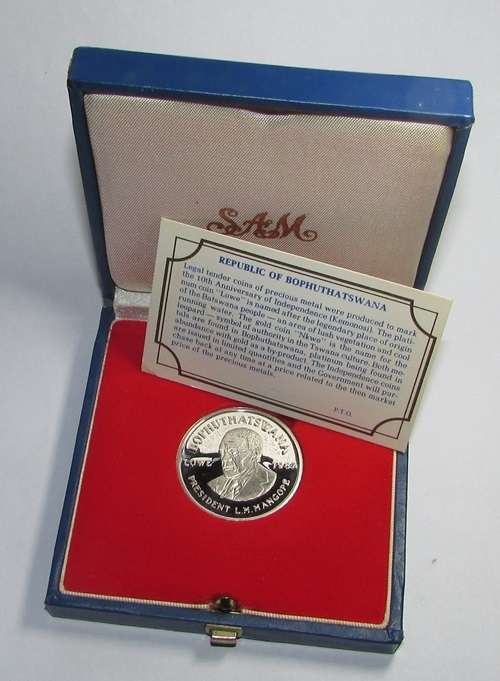 SAM
REPUBLIC OF BOPHUTHATSWANA
Legal tender coins of precious metal were produced to mark
the 10th Anniversary of Independence (Kemonou). The plati-
num coin "Lowe" is named after the legendary place of origin
of the Batswana people — an area of lush vegetation and cool
running water. The gold coin "Nkwe" is the name for the
leopard — symbol of authority in the Tswana culture. Both me-
tals are found in Bophuthatswana, platinum being found in
abundance with gold as a by-product. The Independence coins
are issued in limited quantities and the Government will pur-
chase back at any time at a price related to the then market
price of the precious metals.
P.T.O.
BOPHUTHATSWANA
LOWE 1987
PRESIDENT L.M. MANGOPE